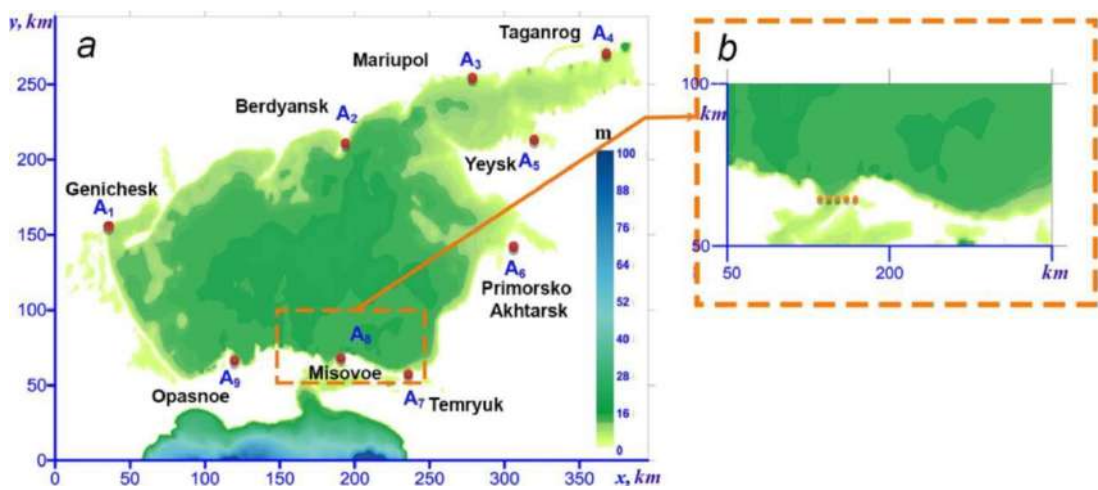 y, km
a
250
200
150
100
50
0
0 50 100 150 200 250 300 350 x, km
Taganrog
A4
Mariupol
A3
Berdyansk
A2
Yeysk
A5
Genichesk
A1
A6
Primorsko
Akhtarsk
A8
Misovoe
A9
Opasnoe
A7 Temryuk
m
100
88
76
64
52
40
28
16
0
b
100
km
50
50 200 km